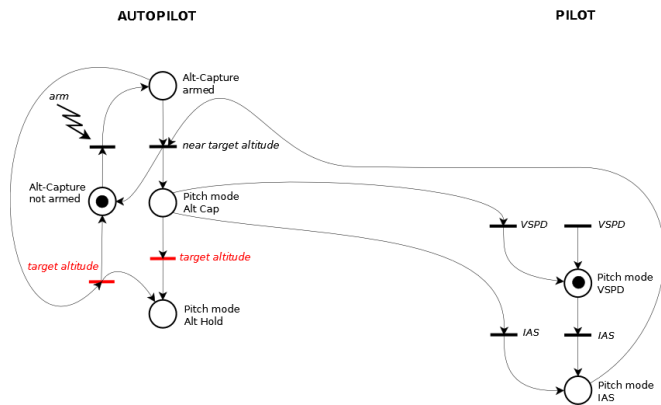 AUTOPILOT
PILOT
Alt-Capture
armed
arm
near target altitude
Alt-Capture
not armed
Pitch mode
Alt Cap
VSPD
VSPD
target altitude
target altitude
Pitch mode
VSPD
Pitch mode
Alt Hold
IAS
IAS
Pitch mode
IAS